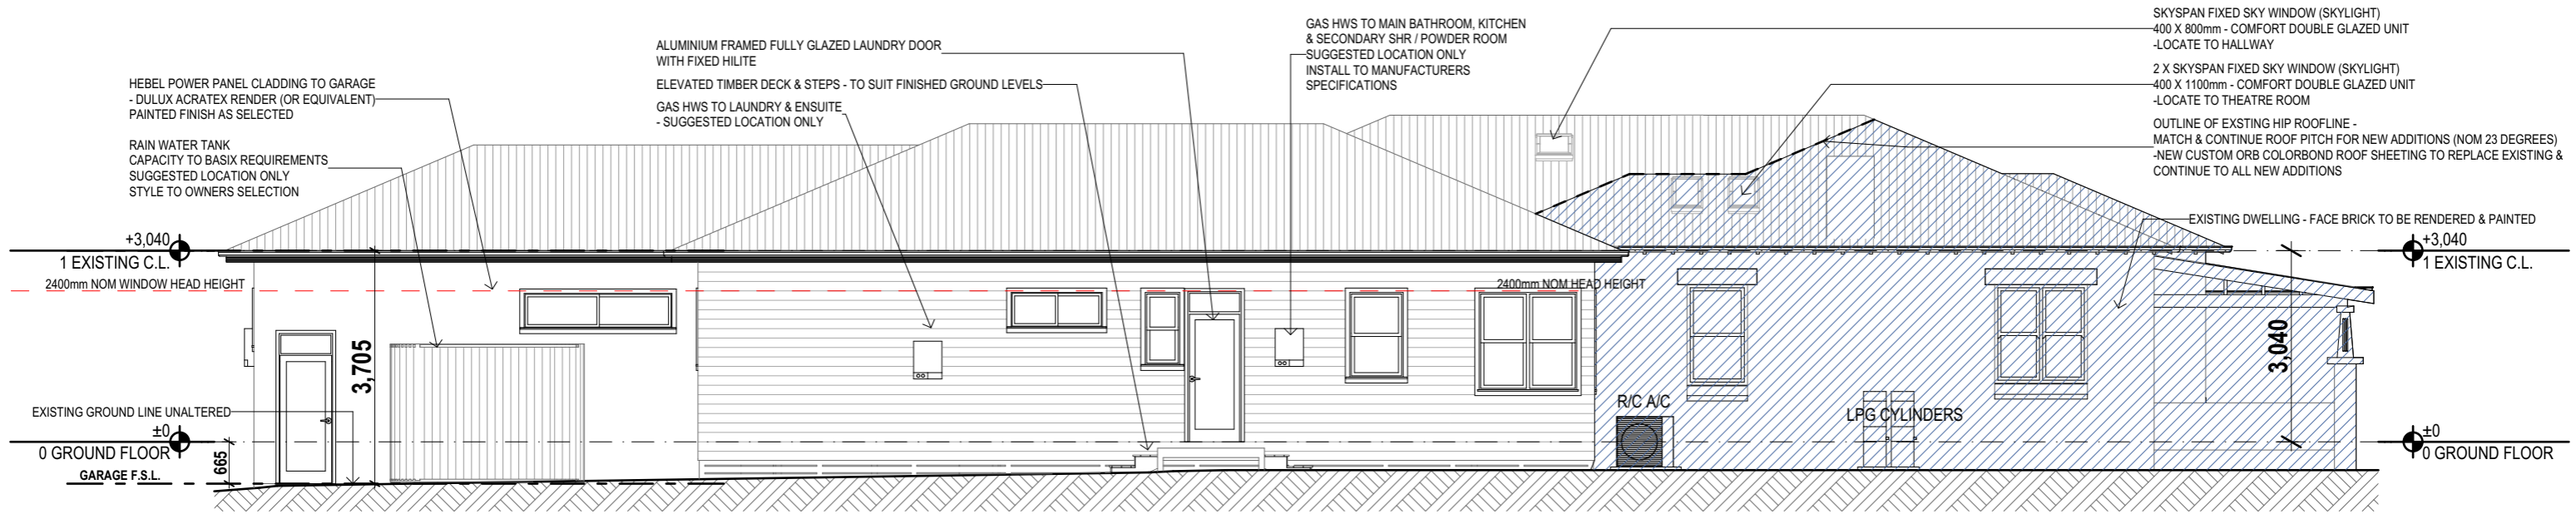 HEBEL POWER PANEL CLADDING TO GARAGE
- DULUX ACRATEX RENDER (OR EQUIVALENT)
PAINTED FINISH AS SELECTED
RAIN WATER TANK
CAPACITY TO BASIX REQUIREMENTS
SUGGESTED LOCATION ONLY
STYLE TO OWNERS SELECTION
ALUMINIUM FRAMED FULLY GLAZED LAUNDRY DOOR
WITH FIXED HILITE
ELEVATED TIMBER DECK & STEPS - TO SUIT FINISHED GROUND LEVELS
GAS HWS TO LAUNDRY & ENSUITE
- SUGGESTED LOCATION ONLY
GAS HWS TO MAIN BATHROOM, KITCHEN
& SECONDARY SHR / POWDER ROOM
SUGGESTED LOCATION ONLY
INSTALL TO MANUFACTURERS
SPECIFICATIONS
SKYSPAN FIXED SKY WINDOW (SKYLIGHT)
400 X 800mm - COMFORT DOUBLE GLAZED UNIT
-LOCATE TO HALLWAY
2 X SKYSPAN FIXED SKY WINDOW (SKYLIGHT)
400 X 1100mm - COMFORT DOUBLE GLAZED UNIT
-LOCATE TO THEATRE ROOM
OUTLINE OF EXSTING HIP ROOFLINE -
MATCH & CONTINUE ROOF PITCH FOR NEW ADDITIONS (NOM 23 DEGREES)
-NEW CUSTOM ORB COLORBOND ROOF SHEETING TO REPLACE EXISTING &
CONTINUE TO ALL NEW ADDITIONS
EXISTING DWELLING - FACE BRICK TO BE RENDERED & PAINTED
+3,040
1 EXISTING C.L.
+3,040
1 EXISTING C.L.
2400mm NOM WINDOW HEAD HEIGHT
2400mm NOM HEAD HEIGHT
3,705
3,040
R/C A/C
LPG CYLINDERS
EXISTING GROUND LINE UNALTERED
±0
0 GROUND FLOOR
±0
0 GROUND FLOOR
665
GARAGE F.S.L.